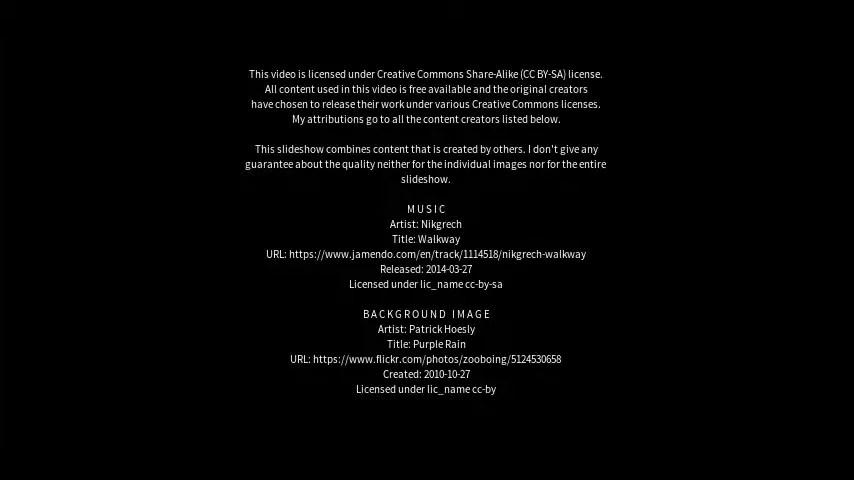 This video is licensed under Creative Commons Share-Alike (CC BY-SA) license.
All content used in this video is free available and the original creators
have chosen to release their work under various Creative Commons licenses.
My attributions go to all the content creators listed below.
This slideshow combines content that is created by others. I don't give any
guarantee about the quality neither for the individual images nor for the entire
slideshow.
MUSIC
Artist: Nikgrech
Title: Walkway
URL: https://www.jamendo.com/en/track/1114518/nikgrech-walkway
Released: 2014-03-27
Licensed under lic_name cc-by-sa
BACKGROUND IMAGE
Artist: Patrick Hoesly
Title: Purple Rain
URL: https://www.flickr.com/photos/zooboing/5124530658
Created: 2010-10-27
Licensed under lic_name cc-by